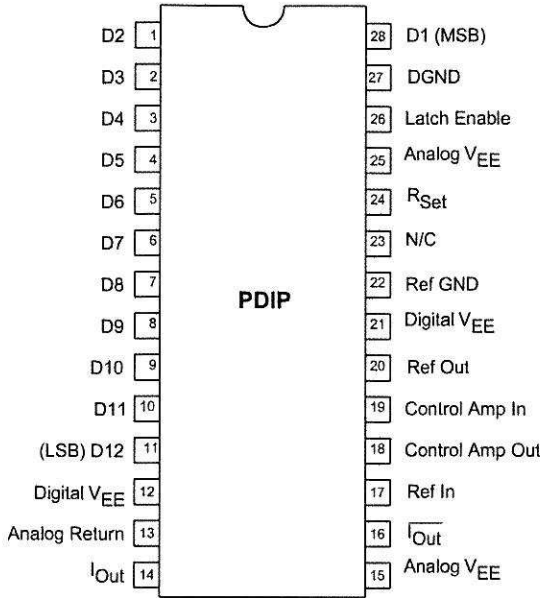 D2 1
D3 2
D4 3
D5 4
D6 5
D7 6
D8 7
D9 8
D10 9
D11 10
(LSB) D12 11
Digital VEE 12
Analog Return 13
IOut 14
PDIP
28 D1 (MSB)
27 DGND
26 Latch Enable
25 Analog VEE
24 RSet
23 N/C
22 Ref GND
21 Digital VEE
20 Ref Out
19 Control Amp In
18 Control Amp Out
17 Ref In
16 I̅O̅u̅t̅
15 Analog VEE